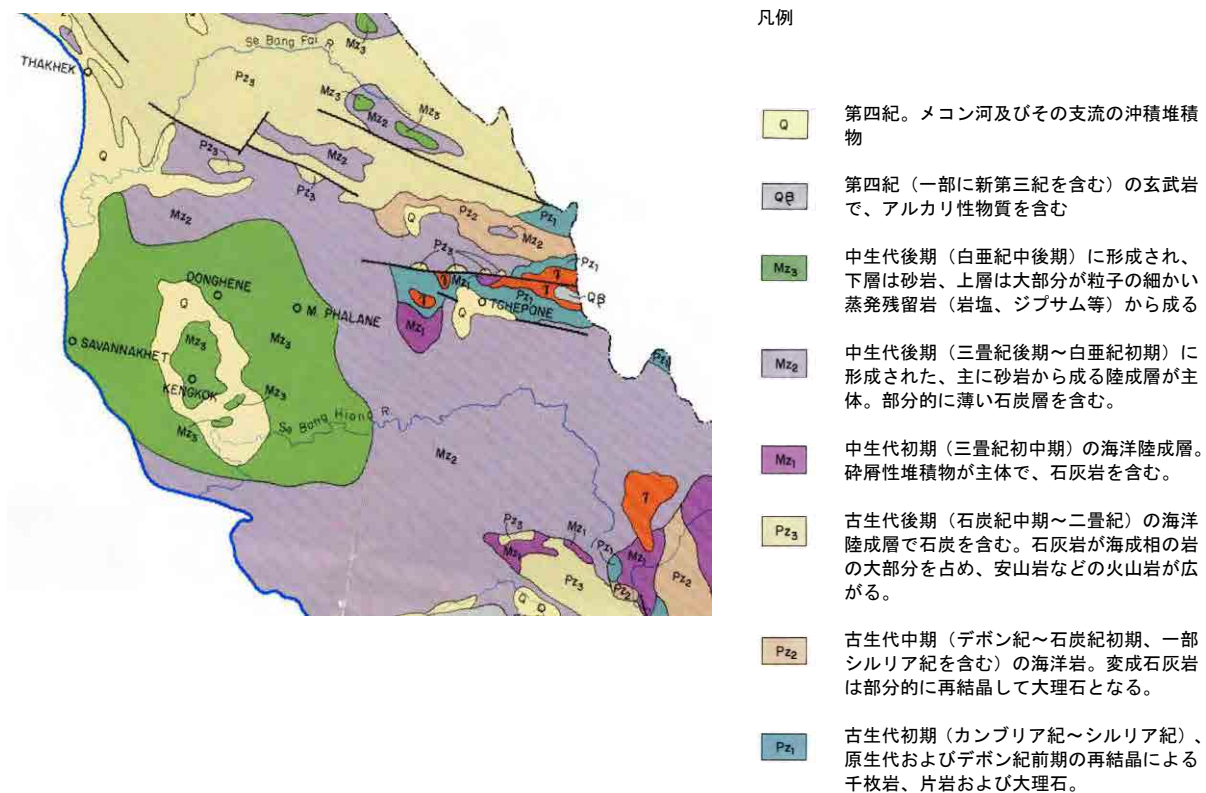 Se Bang Fai R.
Mz3
THAKHEK
Pz3
Mz3
Mz3
Mz2
Pz3
Mz2
Q
Pz3
Mz2
Pz2
Pz1
Q
Mz2
Pz3
Pz1
Mz1
Pz1
QB
DONGHENE
Q
TCHEPONE
M. PHALANE
Q
Mz1
Mz3
Mz3
SAVANNAKHET
KENGKOK
Mz3
Mz3
Se Bang Hiang R.
Mz2
Pz3
Mz1
Pz1
Mz1
Mz1
Pz3
Pz2
Pz2
Q
Q
凡例
Q
第四紀。メコン河及びその支流の沖積堆積
物
QB
第四紀（一部に新第三紀を含む）の玄武岩
で、アルカリ性物質を含む
Mz3
中生代後期（白亜紀中後期）に形成され、
下層は砂岩、上層は大部分が粒子の細かい
蒸発残留岩（岩塩、ジプサム等）から成る
Mz2
中生代後期（三畳紀後期～白亜紀初期）に
形成された、主に砂岩から成る陸成層が主
体。部分的に薄い石炭層を含む。
Mz1
中生代初期（三畳紀初中期）の海洋陸成層。
砕屑性堆積物が主体で、石灰岩を含む。
Pz3
古生代後期（石炭紀中期～二畳紀）の海洋
陸成層で石炭を含む。石灰岩が海成相の岩
の大部分を占め、安山岩などの火山岩が広
がる。
Pz2
古生代中期（デボン紀～石炭紀初期、一部
シルリア紀を含む）の海洋岩。変成石灰岩
は部分的に再結晶して大理石となる。
Pz1
古生代初期（カンブリア紀～シルリア紀）、
原生代およびデボン紀前期の再結晶による
千枚岩、片岩および大理石。